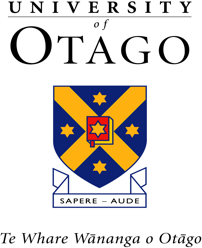 UNIVERSITY
of
OTAGO
SAPERE – AUDE
Te Whare Wānanga o Otāgo